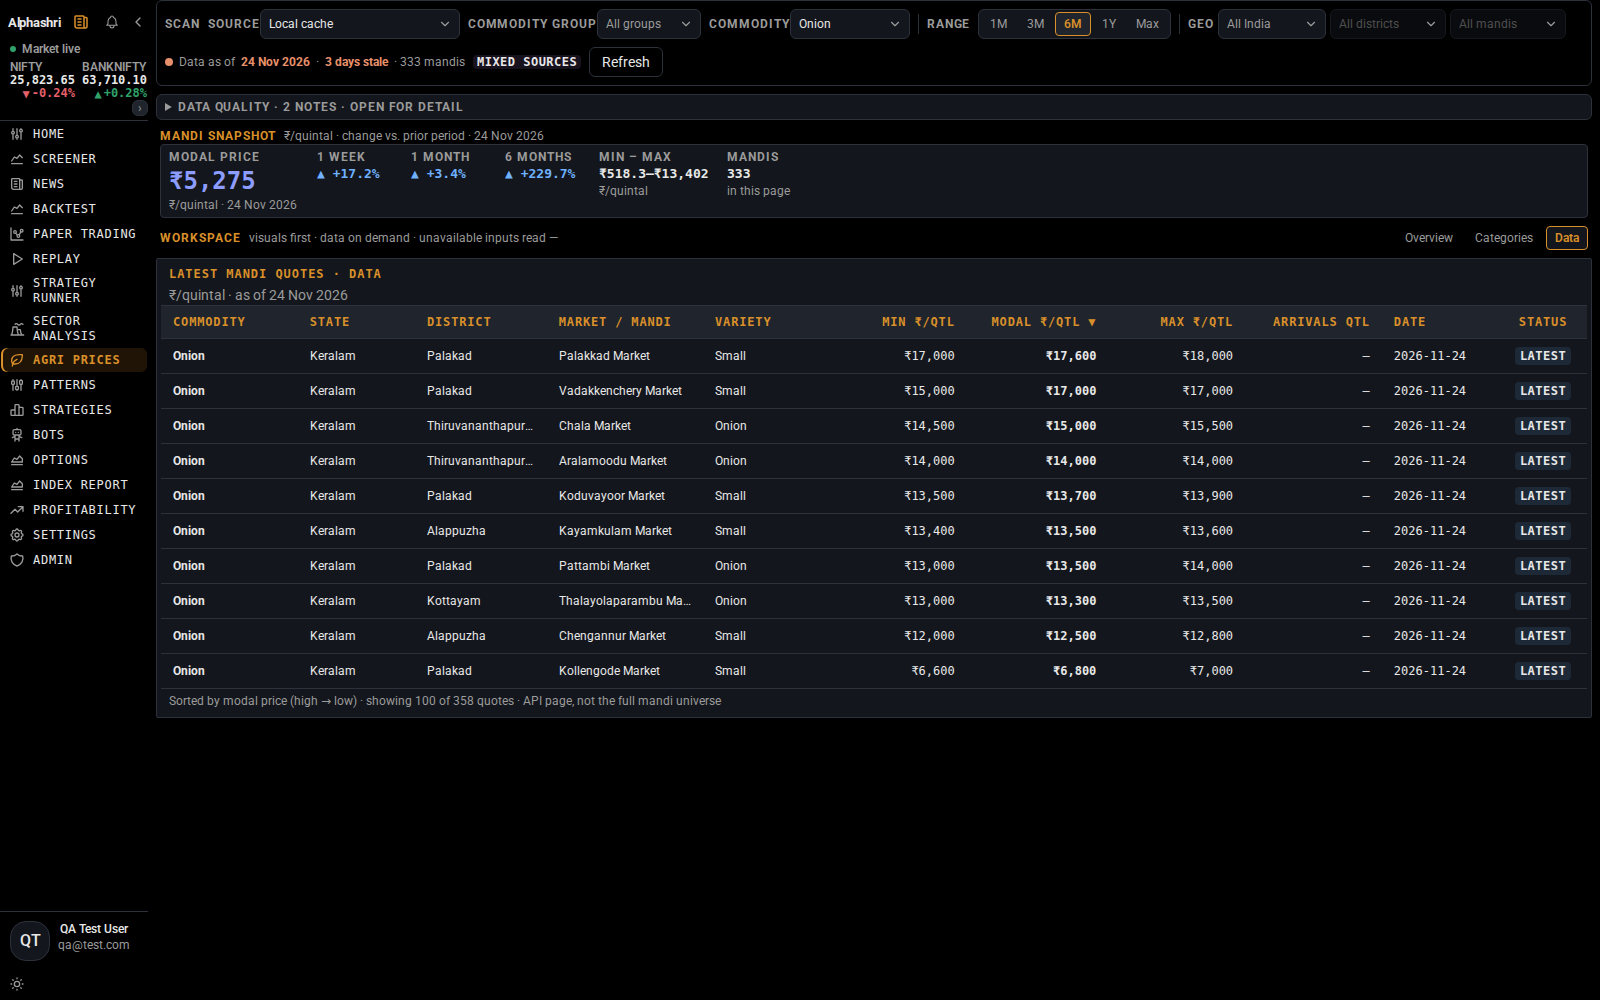 Alphashri
Market live
NIFTY BANKNIFTY
25,823.65 63,710.10
▼-0.24% ▲+0.28%
›
HOME
SCREENER
NEWS
BACKTEST
PAPER TRADING
REPLAY
STRATEGY
RUNNER
SECTOR
ANALYSIS
AGRI PRICES
PATTERNS
STRATEGIES
BOTS
OPTIONS
INDEX REPORT
PROFITABILITY
SETTINGS
ADMIN
QT
QA Test User
qa@test.com
SCAN SOURCE Local cache COMMODITY GROUP All groups COMMODITY Onion RANGE 1M 3M 6M 1Y Max GEO All India All districts All mandis
Data as of 24 Nov 2026 · 3 days stale · 333 mandis MIXED SOURCES Refresh
▶ DATA QUALITY · 2 NOTES · OPEN FOR DETAIL
MANDI SNAPSHOT ₹/quintal · change vs. prior period · 24 Nov 2026
MODAL PRICE 1 WEEK 1 MONTH 6 MONTHS MIN – MAX MANDIS
₹5,275 ▲ +17.2% ▲ +3.4% ▲ +229.7% ₹518.3–₹13,402 333
₹/quintal in this page
₹/quintal · 24 Nov 2026
WORKSPACE visuals first · data on demand · unavailable inputs read — Overview Categories Data
LATEST MANDI QUOTES · DATA
₹/quintal · as of 24 Nov 2026
COMMODITY STATE DISTRICT MARKET / MANDI VARIETY MIN ₹/QTL MODAL ₹/QTL ▼ MAX ₹/QTL ARRIVALS QTL DATE STATUS
Onion Keralam Palakad Palakkad Market Small ₹17,000 ₹17,600 ₹18,000 — 2026-11-24 LATEST
Onion Keralam Palakad Vadakkenchery Market Small ₹15,000 ₹17,000 ₹17,000 — 2026-11-24 LATEST
Onion Keralam Thiruvananthapur… Chala Market Onion ₹14,500 ₹15,000 ₹15,500 — 2026-11-24 LATEST
Onion Keralam Thiruvananthapur… Aralamoodu Market Onion ₹14,000 ₹14,000 ₹14,000 — 2026-11-24 LATEST
Onion Keralam Palakad Koduvayoor Market Small ₹13,500 ₹13,700 ₹13,900 — 2026-11-24 LATEST
Onion Keralam Alappuzha Kayamkulam Market Small ₹13,400 ₹13,500 ₹13,600 — 2026-11-24 LATEST
Onion Keralam Palakad Pattambi Market Onion ₹13,000 ₹13,500 ₹14,000 — 2026-11-24 LATEST
Onion Keralam Kottayam Thalayolaparambu Ma… Onion ₹13,000 ₹13,300 ₹13,500 — 2026-11-24 LATEST
Onion Keralam Alappuzha Chengannur Market Small ₹12,000 ₹12,500 ₹12,800 — 2026-11-24 LATEST
Onion Keralam Palakad Kollengode Market Small ₹6,600 ₹6,800 ₹7,000 — 2026-11-24 LATEST
Sorted by modal price (high → low) · showing 100 of 358 quotes · API page, not the full mandi universe